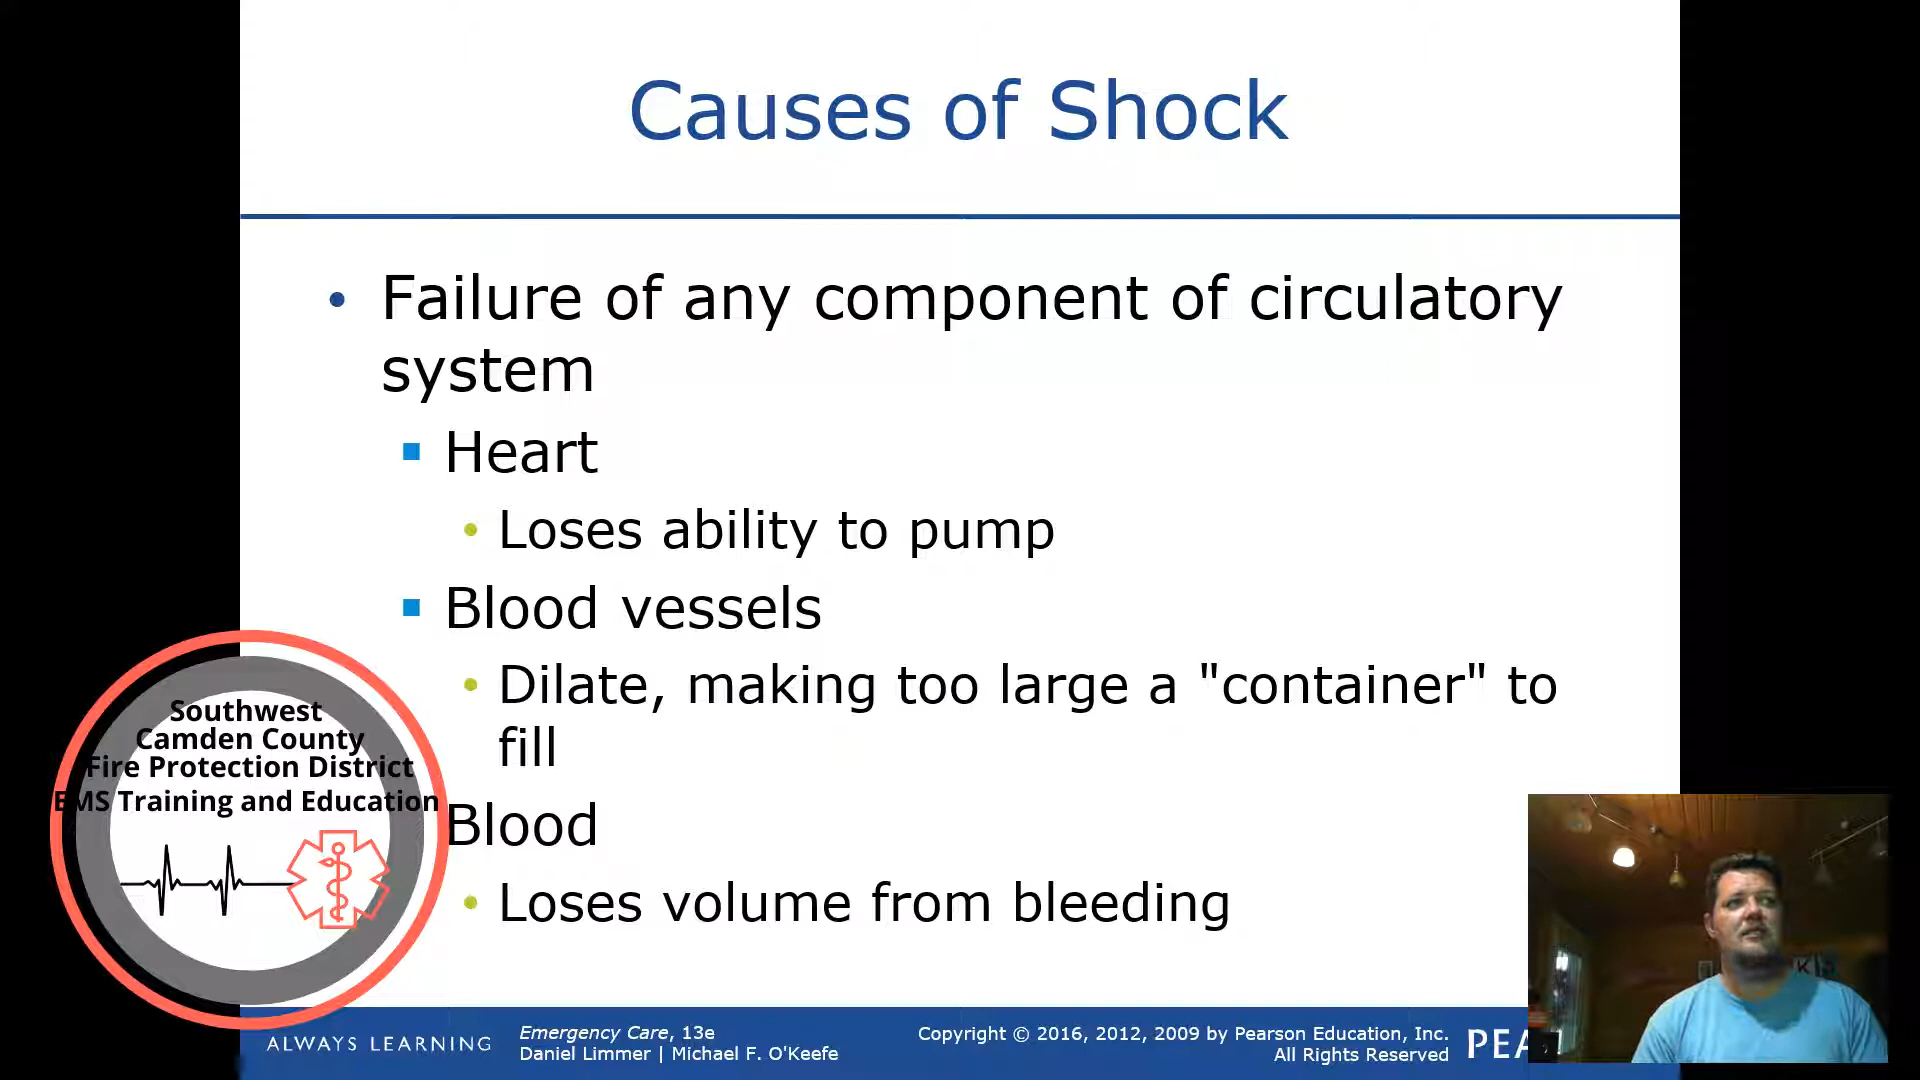 Causes of Shock
• Failure of any component of circulatory
system
▪ Heart
• Loses ability to pump
▪ Blood vessels
• Dilate, making too large a "container" to
fill
Blood
• Loses volume from bleeding
Southwest
Camden County
Fire Protection District
EMS Training and Education
ALWAYS LEARNING
Emergency Care, 13e
Daniel Limmer | Michael F. O'Keefe
Copyright © 2016, 2012, 2009 by Pearson Education, Inc.
All Rights Reserved